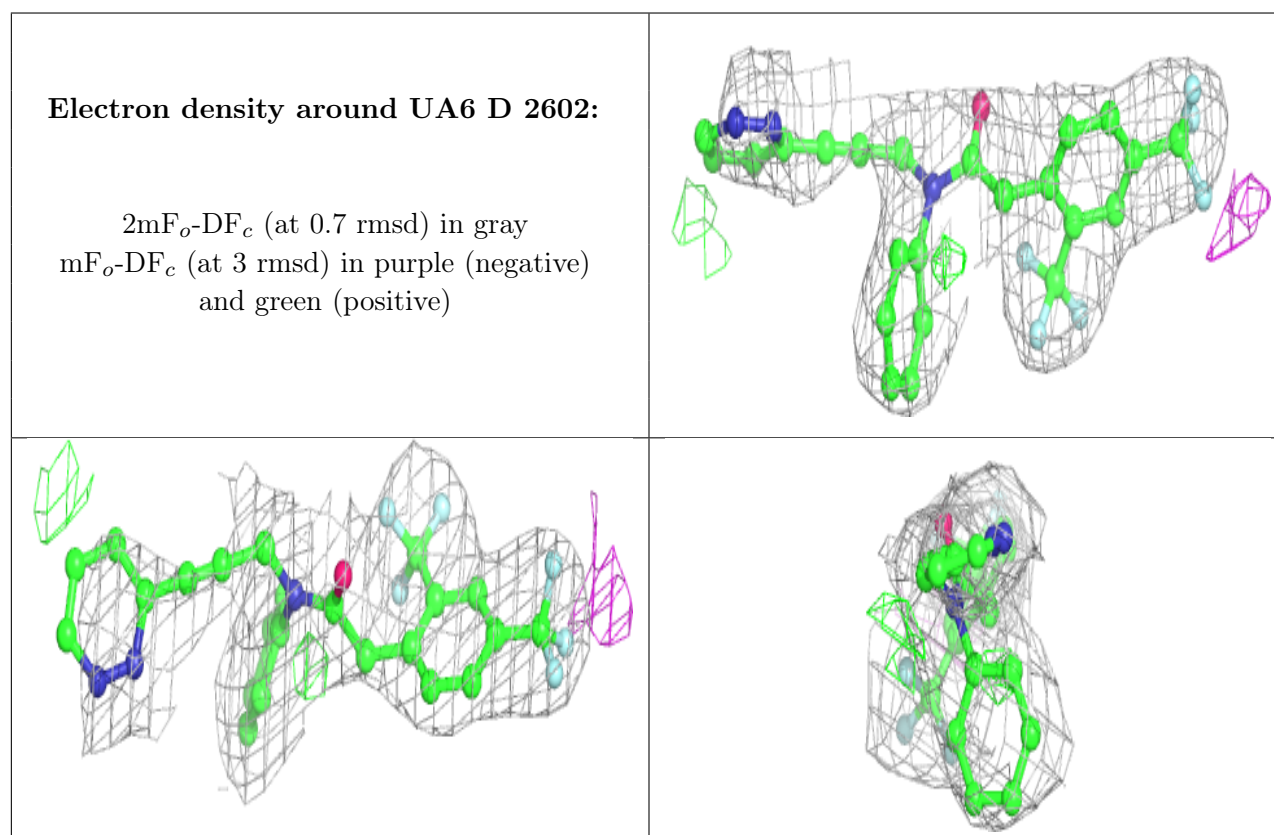 Electron density around UA6 D 2602:
2mFo-DFc (at 0.7 rmsd) in gray
mFo-DFc (at 3 rmsd) in purple (negative)
and green (positive)